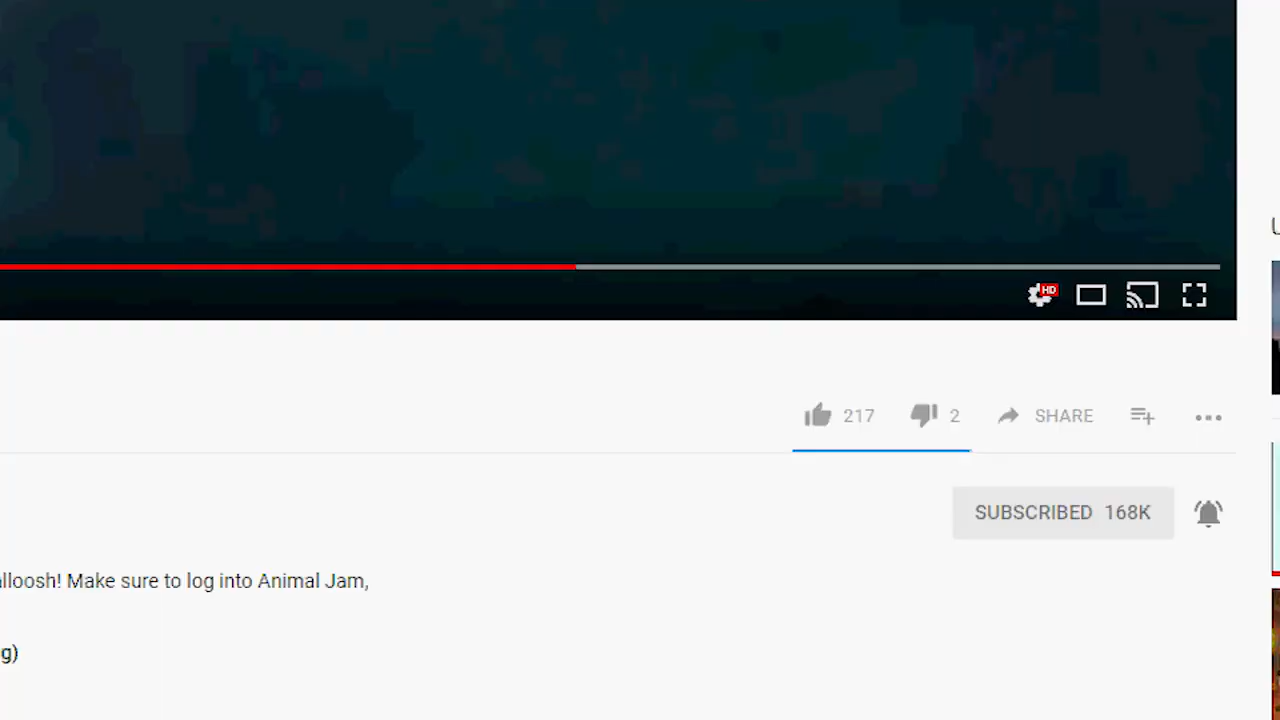 HD
217 2 SHARE
SUBSCRIBED 168K
lloosh! Make sure to log into Animal Jam,
g)